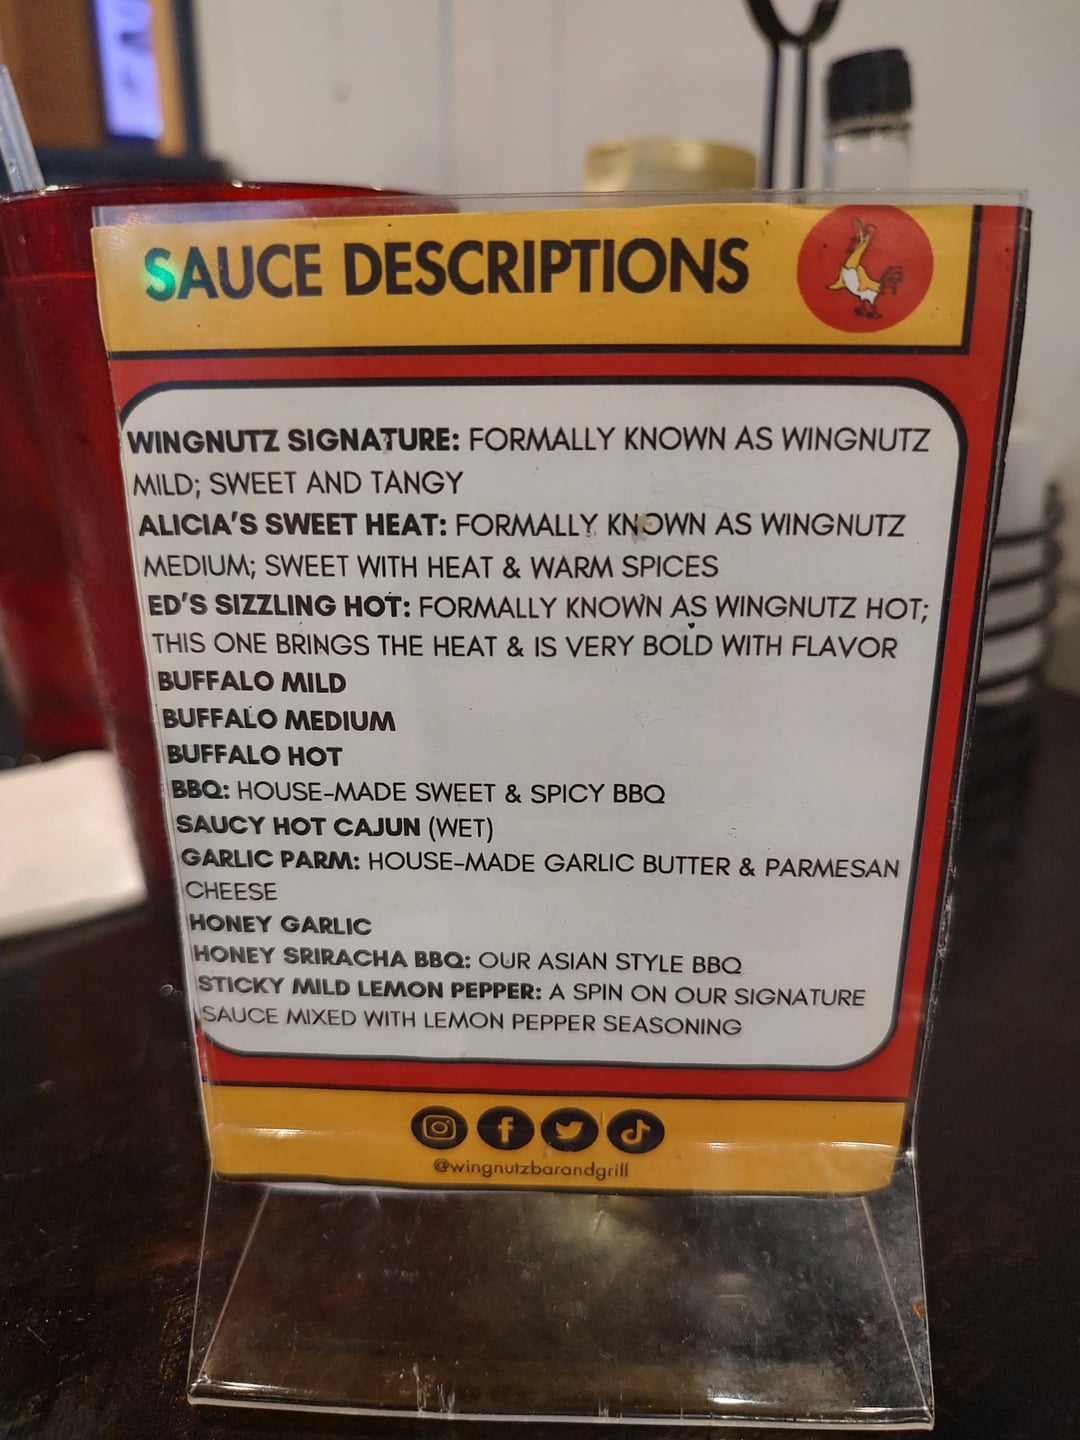 SAUCE DESCRIPTIONS
WINGNUTZ SIGNATURE: FORMALLY KNOWN AS WINGNUTZ
MILD; SWEET AND TANGY
ALICIA'S SWEET HEAT: FORMALLY KNOWN AS WINGNUTZ
MEDIUM; SWEET WITH HEAT & WARM SPICES
ED'S SIZZLING HOT: FORMALLY KNOWN AS WINGNUTZ HOT;
THIS ONE BRINGS THE HEAT & IS VERY BOLD WITH FLAVOR
BUFFALO MILD
BUFFALO MEDIUM
BUFFALO HOT
BBQ: HOUSE-MADE SWEET & SPICY BBQ
SAUCY HOT CAJUN (WET)
GARLIC PARM: HOUSE-MADE GARLIC BUTTER & PARMESAN
CHEESE
HONEY GARLIC
HONEY SRIRACHA BBQ: OUR ASIAN STYLE BBQ
STICKY MILD LEMON PEPPER: A SPIN ON OUR SIGNATURE
SAUCE MIXED WITH LEMON PEPPER SEASONING
@wingnutzbarandgrill